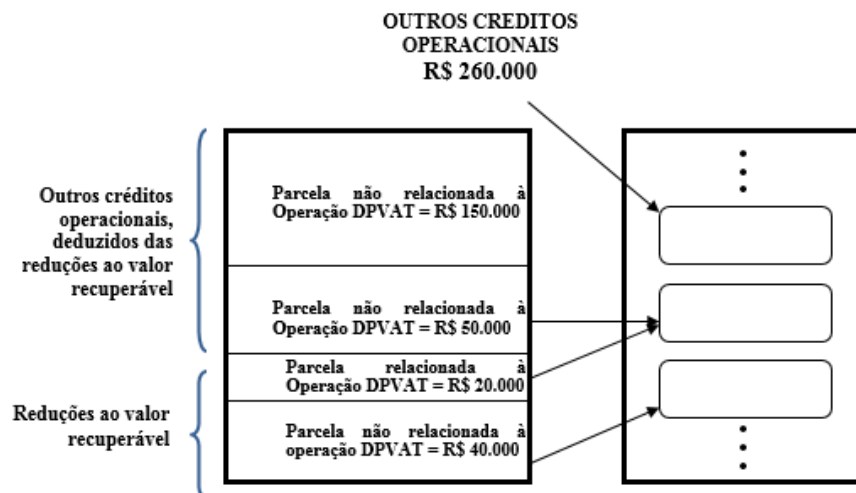 OUTROS CREDITOS
OPERACIONAIS
R$ 260.000
Outros créditos
operacionais,
deduzidos das
reduções ao valor
recuperável
Parcela não relacionada à
Operação DPVAT = R$ 150.000
Parcela não relacionada à
Operação DPVAT = R$ 50.000
Parcela relacionada à
Operação DPVAT = R$ 20.000
Reduções ao valor
recuperável
Parcela não relacionada à
operação DPVAT = R$ 40.000